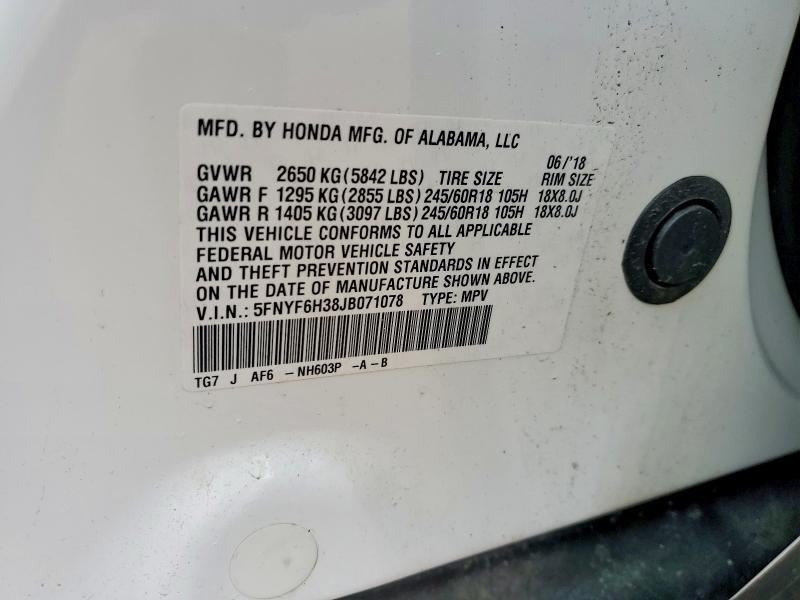 MFD. BY HONDA MFG. OF ALABAMA, LLC
06/'18
GVWR 2650 KG (5842 LBS) TIRE SIZE RIM SIZE
GAWR F 1295 KG (2855 LBS) 245/60R18 105H 18X8.0J
GAWR R 1405 KG (3097 LBS) 245/60R18 105H 18X8.0J
THIS VEHICLE CONFORMS TO ALL APPLICABLE
FEDERAL MOTOR VEHICLE SAFETY
AND THEFT PREVENTION STANDARDS IN EFFECT
ON THE DATE OF MANUFACTURE SHOWN ABOVE.
V.I.N.: 5FNYF6H38JB071078 TYPE: MPV
TG7 J AF6 -NH603P -A-B